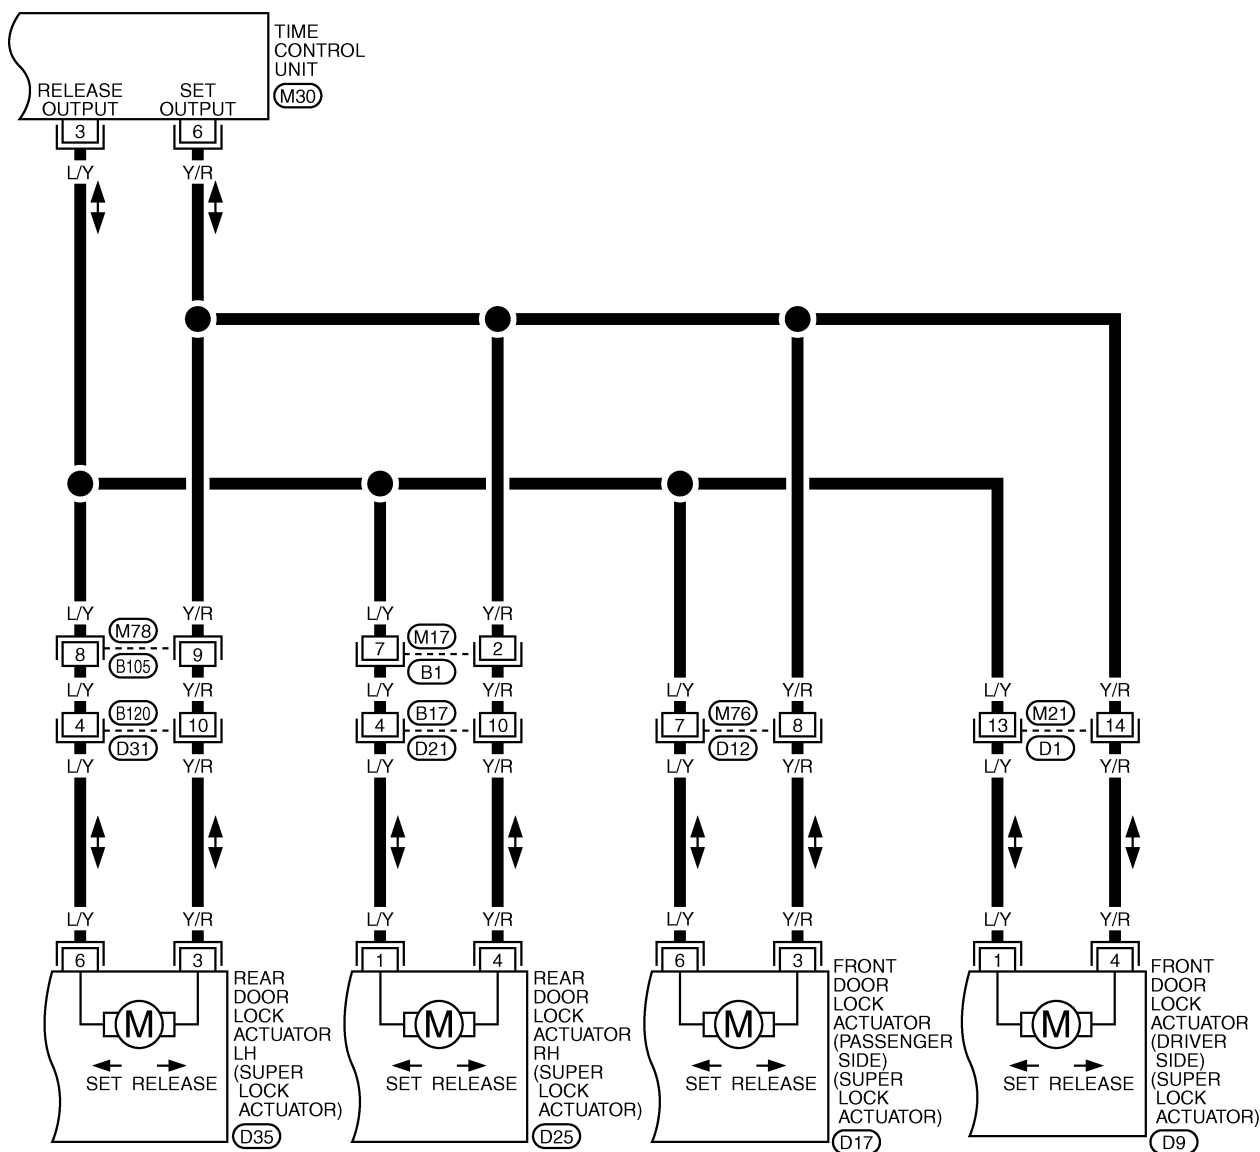 TIME
CONTROL
UNIT
M30
RELEASE
OUTPUT
SET
OUTPUT
3
6
L/Y
Y/R
L/Y
Y/R
L/Y
Y/R
8
M78
B105
9
7
M17
B1
2
L/Y
Y/R
L/Y
Y/R
L/Y
Y/R
L/Y
Y/R
4
B120
D31
10
4
B17
D21
10
7
M76
D12
8
13
M21
D1
14
L/Y
Y/R
L/Y
Y/R
L/Y
Y/R
L/Y
Y/R
L/Y
Y/R
L/Y
Y/R
L/Y
Y/R
L/Y
Y/R
6
3
M
SET RELEASE
REAR
DOOR
LOCK
ACTUATOR
LH
(SUPER
LOCK
ACTUATOR)
D35
1
4
M
SET RELEASE
REAR
DOOR
LOCK
ACTUATOR
RH
(SUPER
LOCK
ACTUATOR)
D25
6
3
M
SET RELEASE
FRONT
DOOR
LOCK
ACTUATOR
(PASSENGER
SIDE)
(SUPER
LOCK
ACTUATOR)
D17
1
4
M
SET RELEASE
FRONT
DOOR
LOCK
ACTUATOR
(DRIVER
SIDE)
(SUPER
LOCK
ACTUATOR)
D9